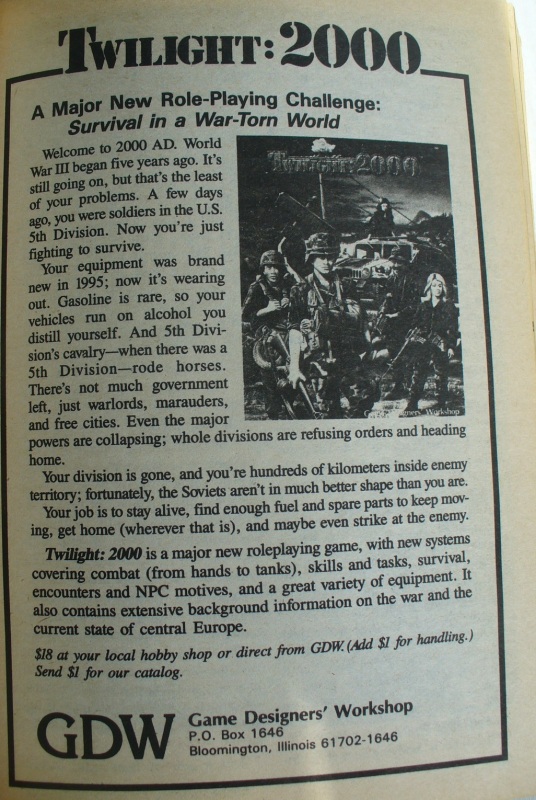 TWILIGHT: 2000
A Major New Role-Playing Challenge:
Survival in a War-Torn World
Welcome to 2000 AD. World
War III began five years ago. It's
still going on, but that's the least
of your problems. A few days
ago, you were soldiers in the U.S.
5th Division. Now you're just
fighting to survive.
Your equipment was brand
new in 1995; now it's wearing
out. Gasoline is rare, so your
vehicles run on alcohol you
distill yourself. And 5th Divi-
sion's cavalry—when there was a
5th Division—rode horses.
There's not much government
left, just warlords, marauders,
and free cities. Even the major
powers are collapsing; whole divisions are refusing orders and heading
home.
Twilight: 2000
Game Designers' Workshop
Your division is gone, and you're hundreds of kilometers inside enemy
territory; fortunately, the Soviets aren't in much better shape than you are.
Your job is to stay alive, find enough fuel and spare parts to keep mov-
ing, get home (wherever that is), and maybe even strike at the enemy.
Twilight: 2000 is a major new roleplaying game, with new systems
covering combat (from hands to tanks), skills and tasks, survival,
encounters and NPC motives, and a great variety of equipment. It
also contains extensive background information on the war and the
current state of central Europe.
$18 at your local hobby shop or direct from GDW. (Add $1 for handling.)
Send $1 for our catalog.
GDW
Game Designers' Workshop
P.O. Box 1646
Bloomington, Illinois 61702-1646